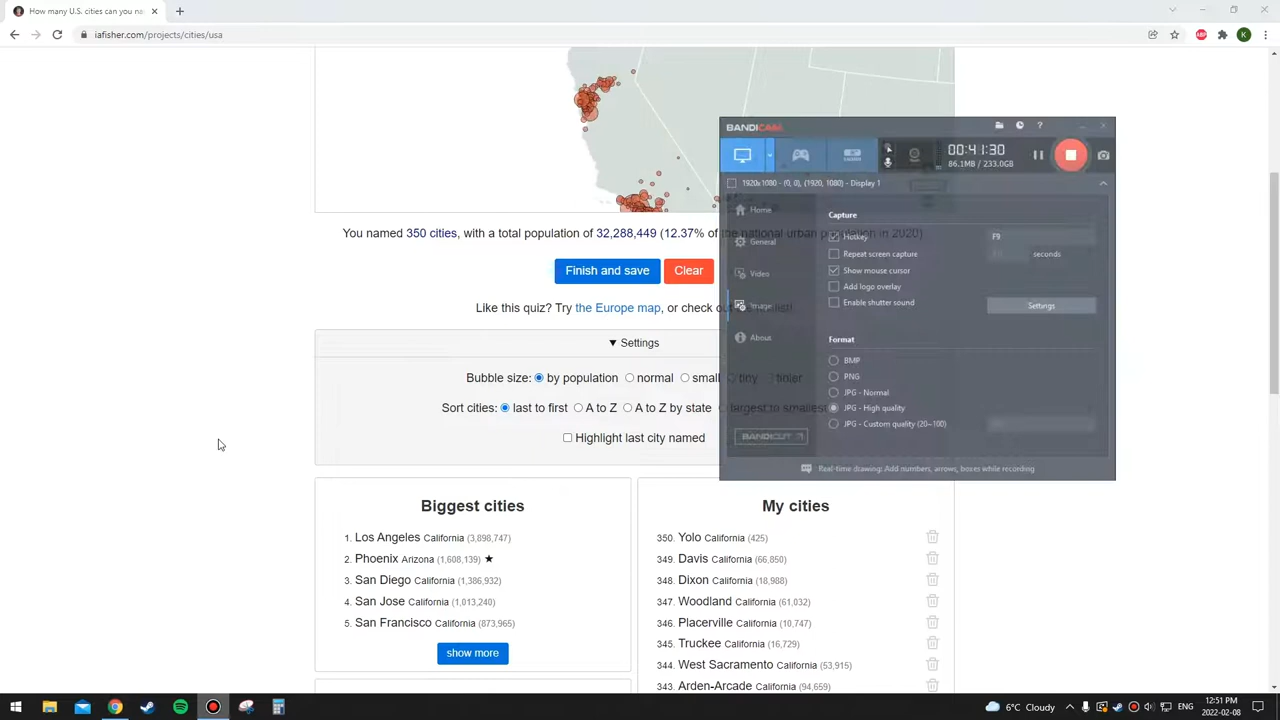 How many U.S. cities can you na
iafisher.com/projects/cities/usa
ABP
K
BANDICAM
00:41:30
86.1MB / 233.0GB
1920x1080 - (0, 0), (1920, 1080) - Display 1
Home
General
Video
Image
About
BANDICUT
Capture
Hotkey
F9
Repeat screen capture
seconds
Show mouse cursor
Add logo overlay
Enable shutter sound
Settings
Format
BMP
PNG
JPG - Normal
JPG - High quality
JPG - Custom quality (20~100)
Real-time drawing: Add numbers, arrows, boxes while recording
You named 350 cities, with a total population of 32,288,449 (12.37% of the national urban population in 2020)
Finish and save
Clear
Like this quiz? Try the Europe map, or check out
▼ Settings
Bubble size: by population normal small tiny
Sort cities: last to first A to Z A to Z by state largest to smallest
Highlight last city named
Biggest cities
1. Los Angeles California (3,898,747)
2. Phoenix Arizona (1,608,139) ★
3. San Diego California (1,386,932)
4. San Jose California (1,013,240)
5. San Francisco California (873,965)
show more
My cities
350. Yolo California (425)
349. Davis California (66,850)
348. Dixon California (18,988)
347. Woodland California (61,032)
346. Placerville California (10,747)
345. Truckee California (16,729)
344. West Sacramento California (53,915)
343. Arden-Arcade California (94,659)
6°C Cloudy
ENG
12:51 PM
2022-02-08